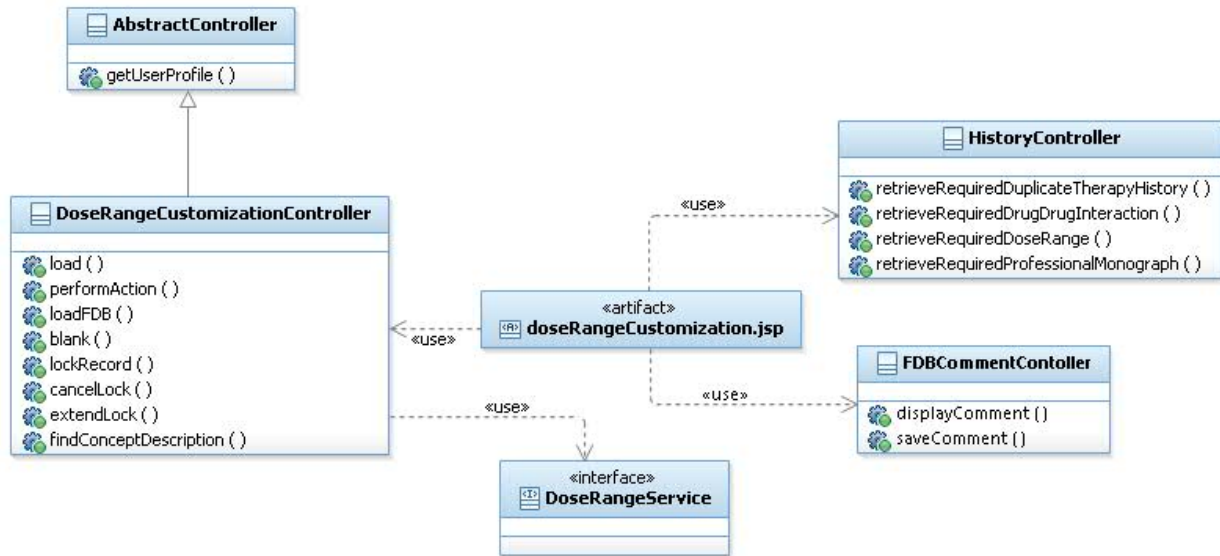 AbstractController
getUserProfile ( )
DoseRangeCustomizationController
load ( )
performAction ( )
loadFDB ( )
blank ( )
lockRecord ( )
cancelLock ( )
extendLock ( )
findConceptDescription ( )
«use»
«artifact»
doseRangeCustomization.jsp
«use»
HistoryController
retrieveRequiredDuplicateTherapyHistory ( )
retrieveRequiredDrugDrugInteraction ( )
retrieveRequiredDoseRange ( )
retrieveRequiredProfessionalMonograph ( )
«use»
FDBCommentContoller
displayComment ( )
saveComment ( )
«use»
«interface»
DoseRangeService